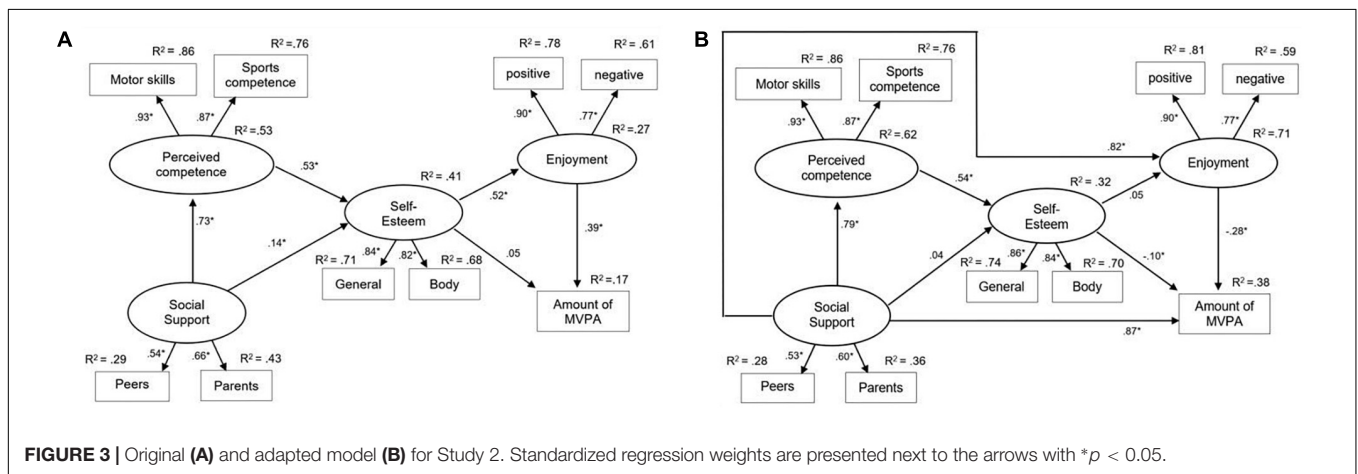 A
R² = .86
R² = .76
Motor skills
Sports
competence
.93*
.87*
R² = .53
Perceived
competence
.73*
.53*
.14*
R² = .41
Self-
Esteem
.84*
.82*
R² = .71
R² = .68
General
Body
.52*
.05
R² = .78
R² = .61
positive
negative
.90*
.77*
R² = .27
Enjoyment
.39*
R² = .17
Amount of
MVPA
Social
Support
R² = .29
.54*
.66*
R² = .43
Peers
Parents
B
R² = .86
R² = .76
Motor skills
Sports
competence
.93*
.87*
R² = .62
Perceived
competence
.79*
.54*
.04
R² = .32
Self-
Esteem
.86*
.84*
R² = .74
R² = .70
General
Body
.82*
.05
-.10*
R² = .81
R² = .59
positive
negative
.90*
.77*
R² = .71
Enjoyment
-.28*
R² = .38
Amount of
MVPA
.87*
Social
Support
R² = .28
.53*
.60*
R² = .36
Peers
Parents
FIGURE 3 | Original (A) and adapted model (B) for Study 2. Standardized regression weights are presented next to the arrows with *p < 0.05.